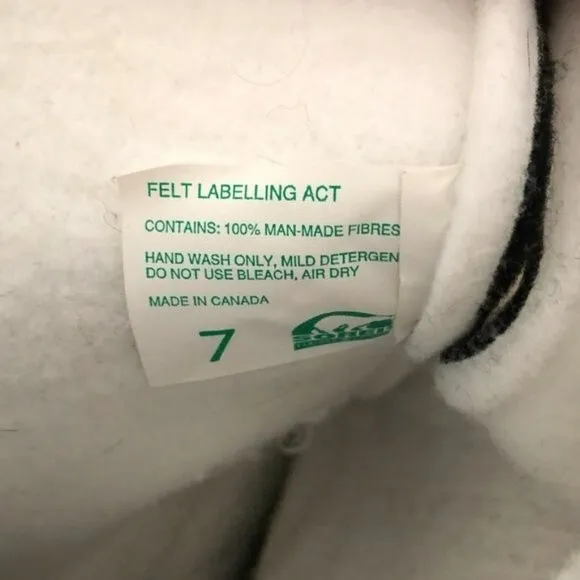 FELT LABELLING ACT
CONTAINS: 100% MAN-MADE FIBRES
HAND WASH ONLY, MILD DETERGEN
DO NOT USE BLEACH, AIR DRY
MADE IN CANADA
7
SOREL